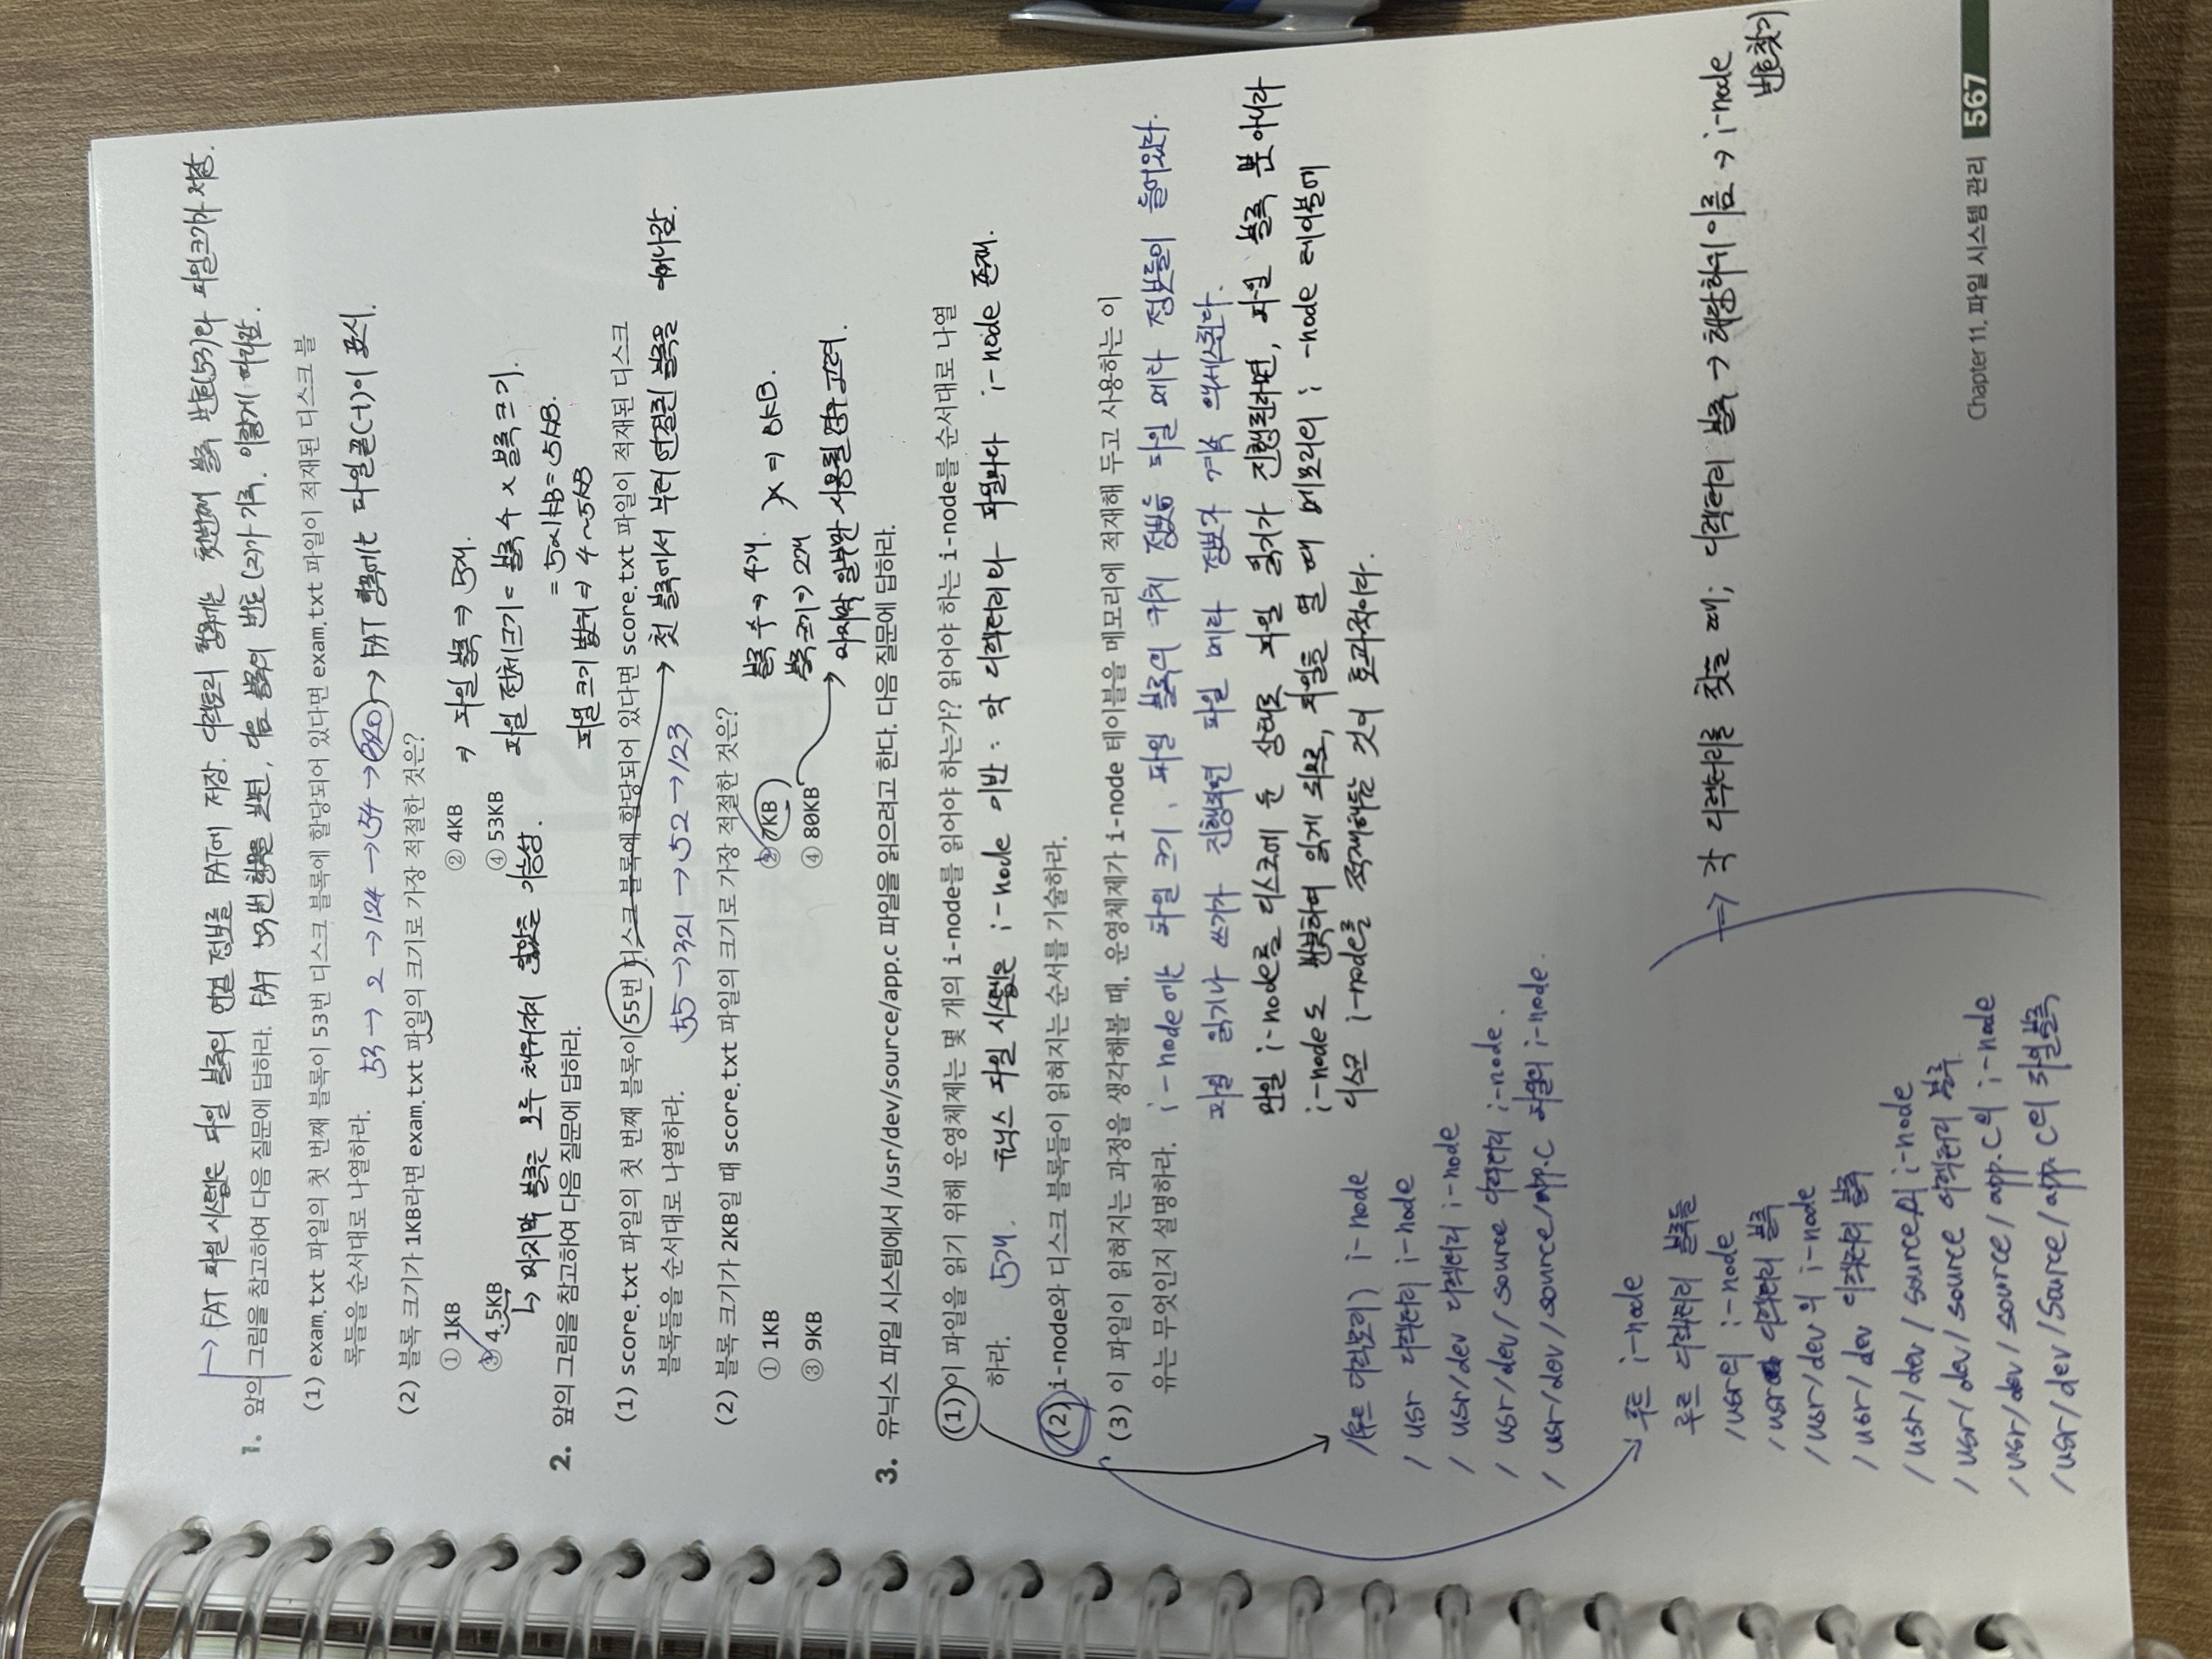 → FAT 파일 시스템은 파일 블록의 연결 정보를 FAT에 저장. 디렉토리 항목에는 첫번째 블록 번호(53)와 파일크기가 저장.
1. 앞의 그림을 참고하여 다음 질문에 답하라. FAT 53번 항목을 보면, 다음 블록의 번호(2)가 기록. 이렇게 따라감.
(1) exam.txt 파일의 첫 번째 블록이 53번 디스크 블록에 할당되어 있다면 exam.txt 파일이 적재된 디스크 블
록들을 순서대로 나열하라. 53 → 2 → 124 → 54 → 320 → FAT 항목에는 파일끝(-1)이 표시.
(2) 블록 크기가 1KB라면 exam.txt 파일의 크기로 가장 적절한 것은?
① 1KB ② 4KB ⇒ 파일 블록 ⇒ 5개.
③ 4.5KB ④ 53KB 파일 전체크기 = 블록 수 x 블록크기.
↳ 마지막 블록은 모두 채워지지 않았을 가능성. = 5x1KB = 5KB.
2. 앞의 그림을 참고하여 다음 질문에 답하라. 파일 크기 범위 ⇒ 4~5KB
(1) score.txt 파일의 첫 번째 블록이 55번 디스크 블록에 할당되어 있다면 score.txt 파일이 적재된 디스크
블록들을 순서대로 나열하라. 55 → 321 → 52 → 123 → 첫 블록에서 부터 연결된 블록을 이어나감.
(2) 블록 크기가 2KB일 때 score.txt 파일의 크기로 가장 적절한 것은?
① 1KB ② 7KB 블록 수 → 4개. x ⇒ 8KB.
③ 9KB ④ 80KB 블록크기 ⇒ 2개
→ 마지막 일부만 사용될 경우 고려.
3. 유닉스 파일 시스템에서 /usr/dev/source/app.c 파일을 읽으려고 한다. 다음 질문에 답하라.
(1) 이 파일을 읽기 위해 운영체제는 몇 개의 i-node를 읽어야 하는가? 읽어야 하는 i-node를 순서대로 나열
하라. 5개. 유닉스 파일 시스템은 i-node 기반 : 각 디렉터리와 파일마다 i-node 존재.
(2) i-node와 디스크 블록들이 읽혀지는 순서를 기술하라.
(3) 이 파일이 읽혀지는 과정을 생각해볼 때, 운영체제가 i-node 테이블을 메모리에 적재해 두고 사용하는 이
유는 무엇인지 설명하라. i-node에는 파일 크기, 파일 블록의 위치 정보등 파일 메타 정보들이 들어있다.
파일 읽기나 쓰기가 진행되면 파일 메타 정보가 계속 액세스된다.
만일 i-node를 디스크에 둔 상태로 파일 읽기가 진행된다면, 파일 블록 뿐 아니라
i-node도 반복하여 읽게 되므로, 파일을 열 때 메모리의 i-node 테이블에
디스크 i-node를 적재해두는 것이 효과적이다.
/(루트 디렉토리) i-node
/usr 디렉터리 i-node
/usr/dev 디렉터리 i-node
/usr/dev/source 디렉터리 i-node.
/usr/dev/source/app.c 파일의 i-node.
→ 루트 i-node
루트 디렉터리 블록들
/usr의 i-node
/usr 디렉터리 블록
⇒ 각 디렉터리를 찾을 때; 디렉터리 블록 → 해당하위 이름 → i-node
번호찾기
/usr/dev의 i-node
/usr/dev 디렉터리 블록
/usr/dev/source의 i-node
/usr/dev/source 디렉터리 블록
/usr/dev/source/app.c의 i-node
/usr/dev/source/app.c의 파일블록
Chapter 11. 파일 시스템 관리 567